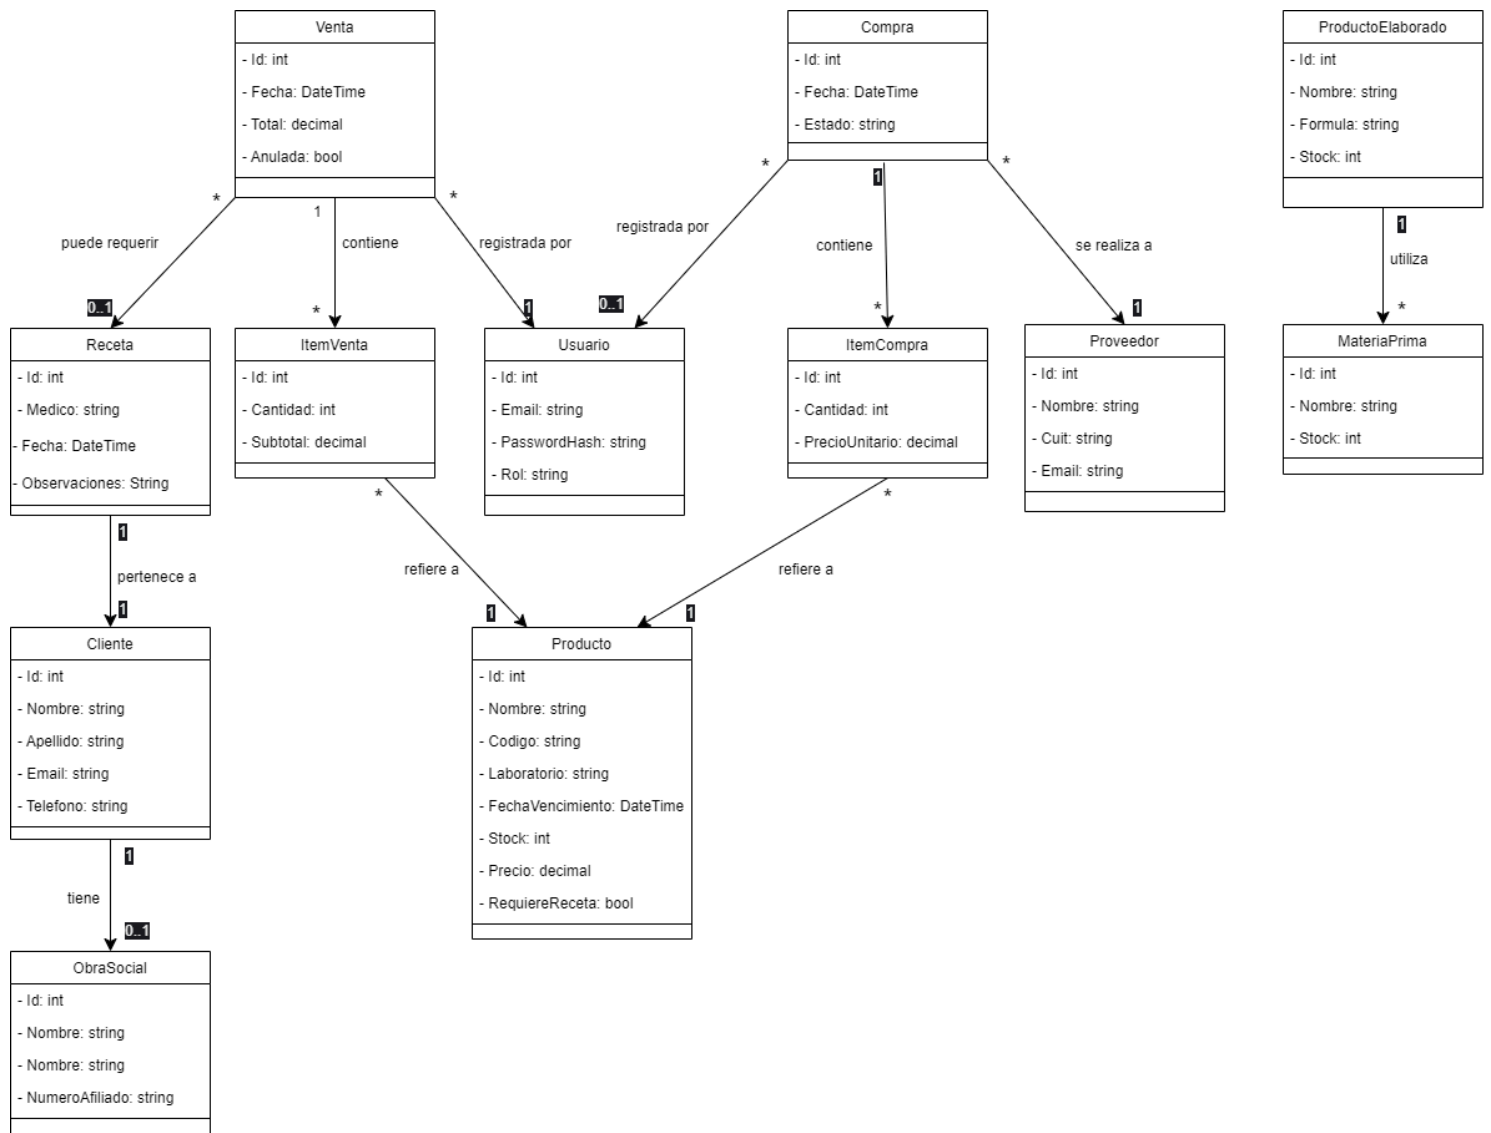 Venta
- Id: int
- Fecha: DateTime
- Total: decimal
- Anulada: bool
Compra
- Id: int
- Fecha: DateTime
- Estado: string
ProductoElaborado
- Id: int
- Nombre: string
- Formula: string
- Stock: int
*
1
*
*
1
*
1
puede requerir
contiene
registrada por
registrada por
contiene
se realiza a
utiliza
0..1
*
1
0..1
*
1
*
Receta
- Id: int
- Medico: string
- Fecha: DateTime
- Observaciones: String
ItemVenta
- Id: int
- Cantidad: int
- Subtotal: decimal
Usuario
- Id: int
- Email: string
- PasswordHash: string
- Rol: string
ItemCompra
- Id: int
- Cantidad: int
- PrecioUnitario: decimal
Proveedor
- Id: int
- Nombre: string
- Cuit: string
- Email: string
MateriaPrima
- Id: int
- Nombre: string
- Stock: int
1
*
*
pertenece a
refiere a
refiere a
1
1
1
Cliente
- Id: int
- Nombre: string
- Apellido: string
- Email: string
- Telefono: string
Producto
- Id: int
- Nombre: string
- Codigo: string
- Laboratorio: string
- FechaVencimiento: DateTime
- Stock: int
- Precio: decimal
- RequiereReceta: bool
1
tiene
0..1
ObraSocial
- Id: int
- Nombre: string
- Nombre: string
- NumeroAfiliado: string